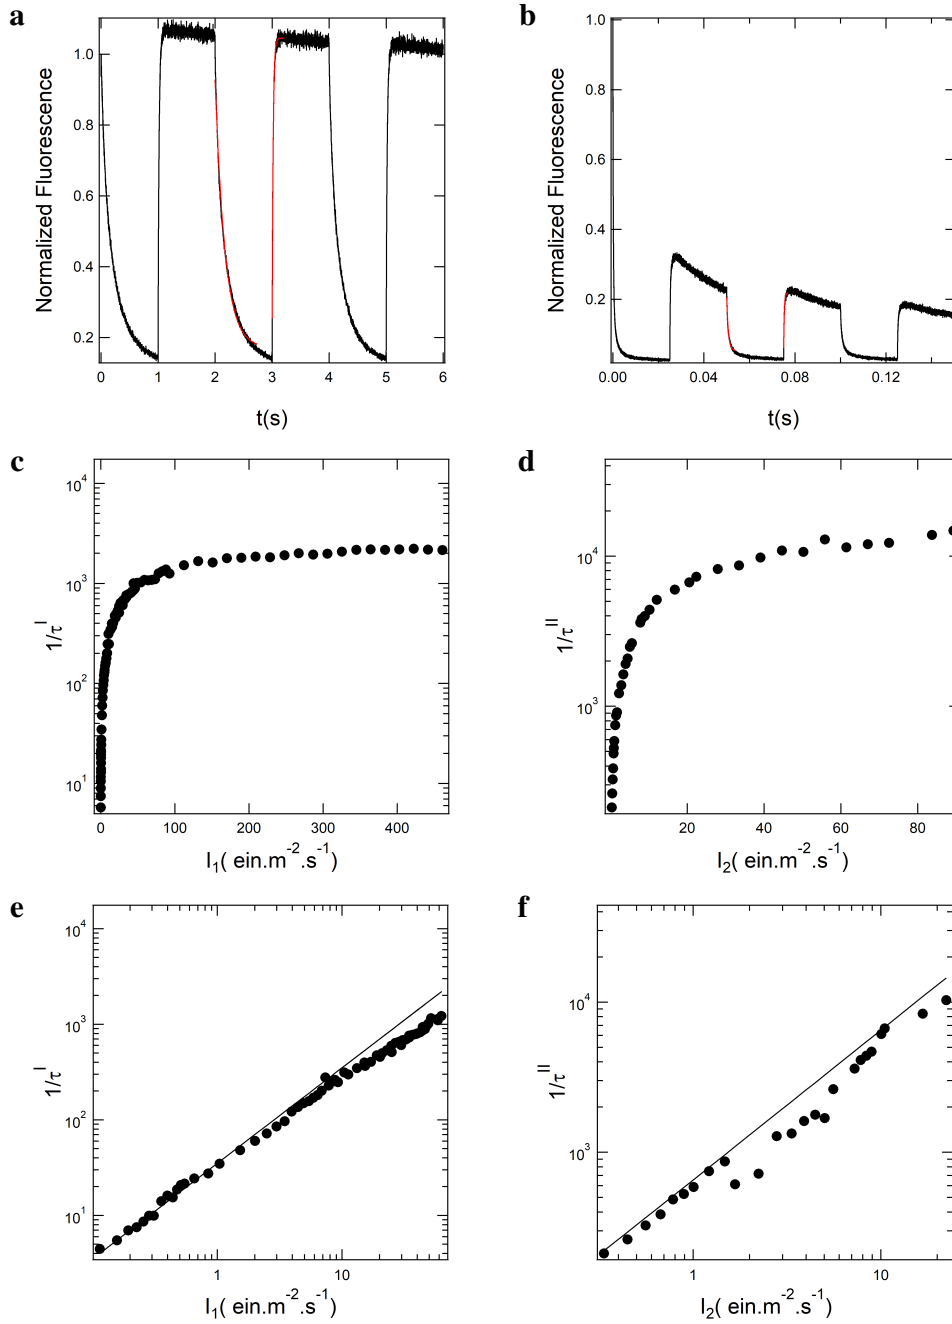 a
1.0
0.8
0.6
0.4
0.2
Normalized Fluorescence
0 1 2 3 4 5 6
t(s)
b
1.0
0.8
0.6
0.4
0.2
Normalized Fluorescence
0.00 0.04 0.08 0.12
t(s)
c
10⁴
10³
10²
10¹
1/τᴵ
0 100 200 300 400
I₁( ein.m⁻².s⁻¹)
d
10⁴
10³
1/τᴵᴵ
20 40 60 80
I₂( ein.m⁻².s⁻¹)
e
10⁴
10³
10²
10¹
1/τᴵ
1 10
I₁( ein.m⁻².s⁻¹)
f
10⁴
10³
1/τᴵᴵ
1 10
I₂( ein.m⁻².s⁻¹)